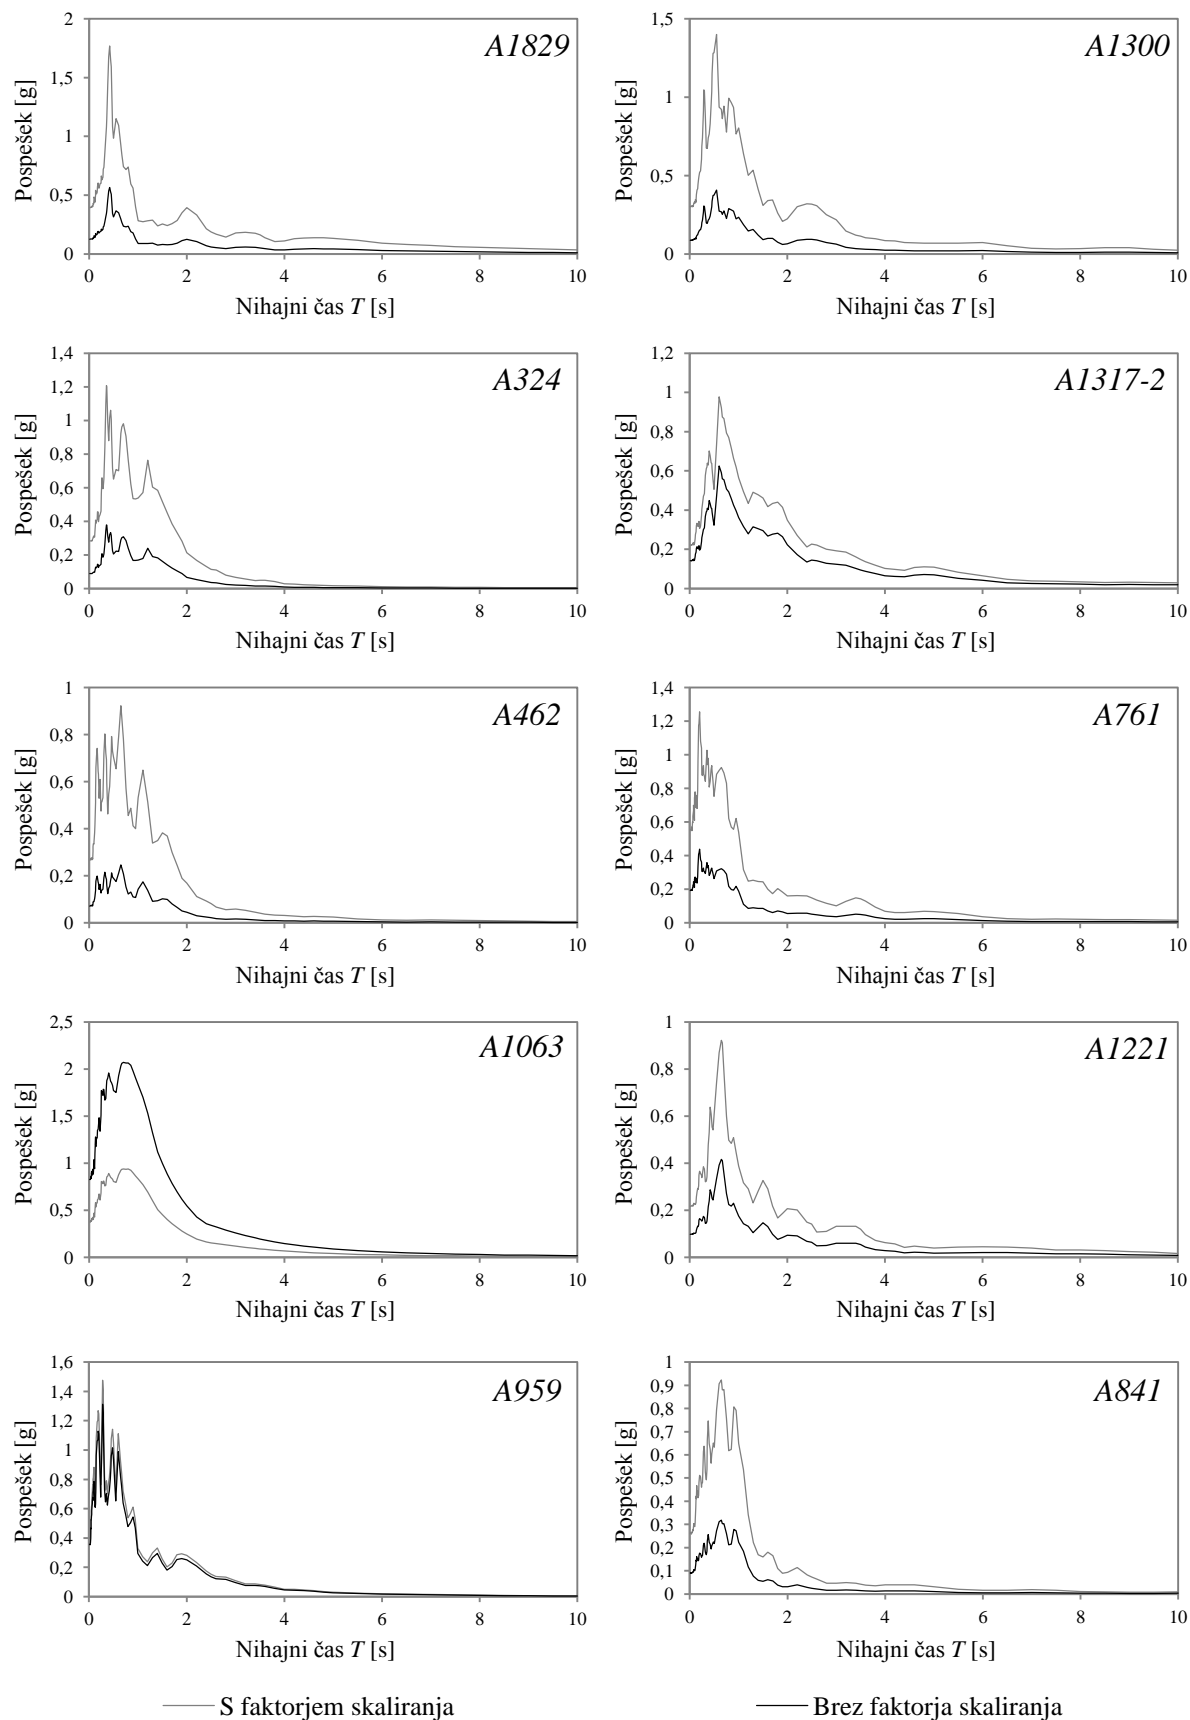 A1829
Pospešek [g]
2
1,5
1
0,5
0
0 2 4 6 8 10
Nihajni čas T [s]
A1300
Pospešek [g]
1,5
1
0,5
0
0 2 4 6 8 10
Nihajni čas T [s]
A324
Pospešek [g]
1,4
1,2
1
0,8
0,6
0,4
0,2
0
0 2 4 6 8 10
Nihajni čas T [s]
A1317-2
Pospešek [g]
1,2
1
0,8
0,6
0,4
0,2
0
0 2 4 6 8 10
Nihajni čas T [s]
A462
Pospešek [g]
1
0,8
0,6
0,4
0,2
0
0 2 4 6 8 10
Nihajni čas T [s]
A761
Pospešek [g]
1,4
1,2
1
0,8
0,6
0,4
0,2
0
0 2 4 6 8 10
Nihajni čas T [s]
A1063
Pospešek [g]
2,5
2
1,5
1
0,5
0
0 2 4 6 8 10
Nihajni čas T [s]
A1221
Pospešek [g]
1
0,8
0,6
0,4
0,2
0
0 2 4 6 8 10
Nihajni čas T [s]
A959
Pospešek [g]
1,6
1,4
1,2
1
0,8
0,6
0,4
0,2
0
0 2 4 6 8 10
Nihajni čas T [s]
A841
Pospešek [g]
1
0,9
0,8
0,7
0,6
0,5
0,4
0,3
0,2
0,1
0
0 2 4 6 8 10
Nihajni čas T [s]
S faktorjem skaliranja
Brez faktorja skaliranja